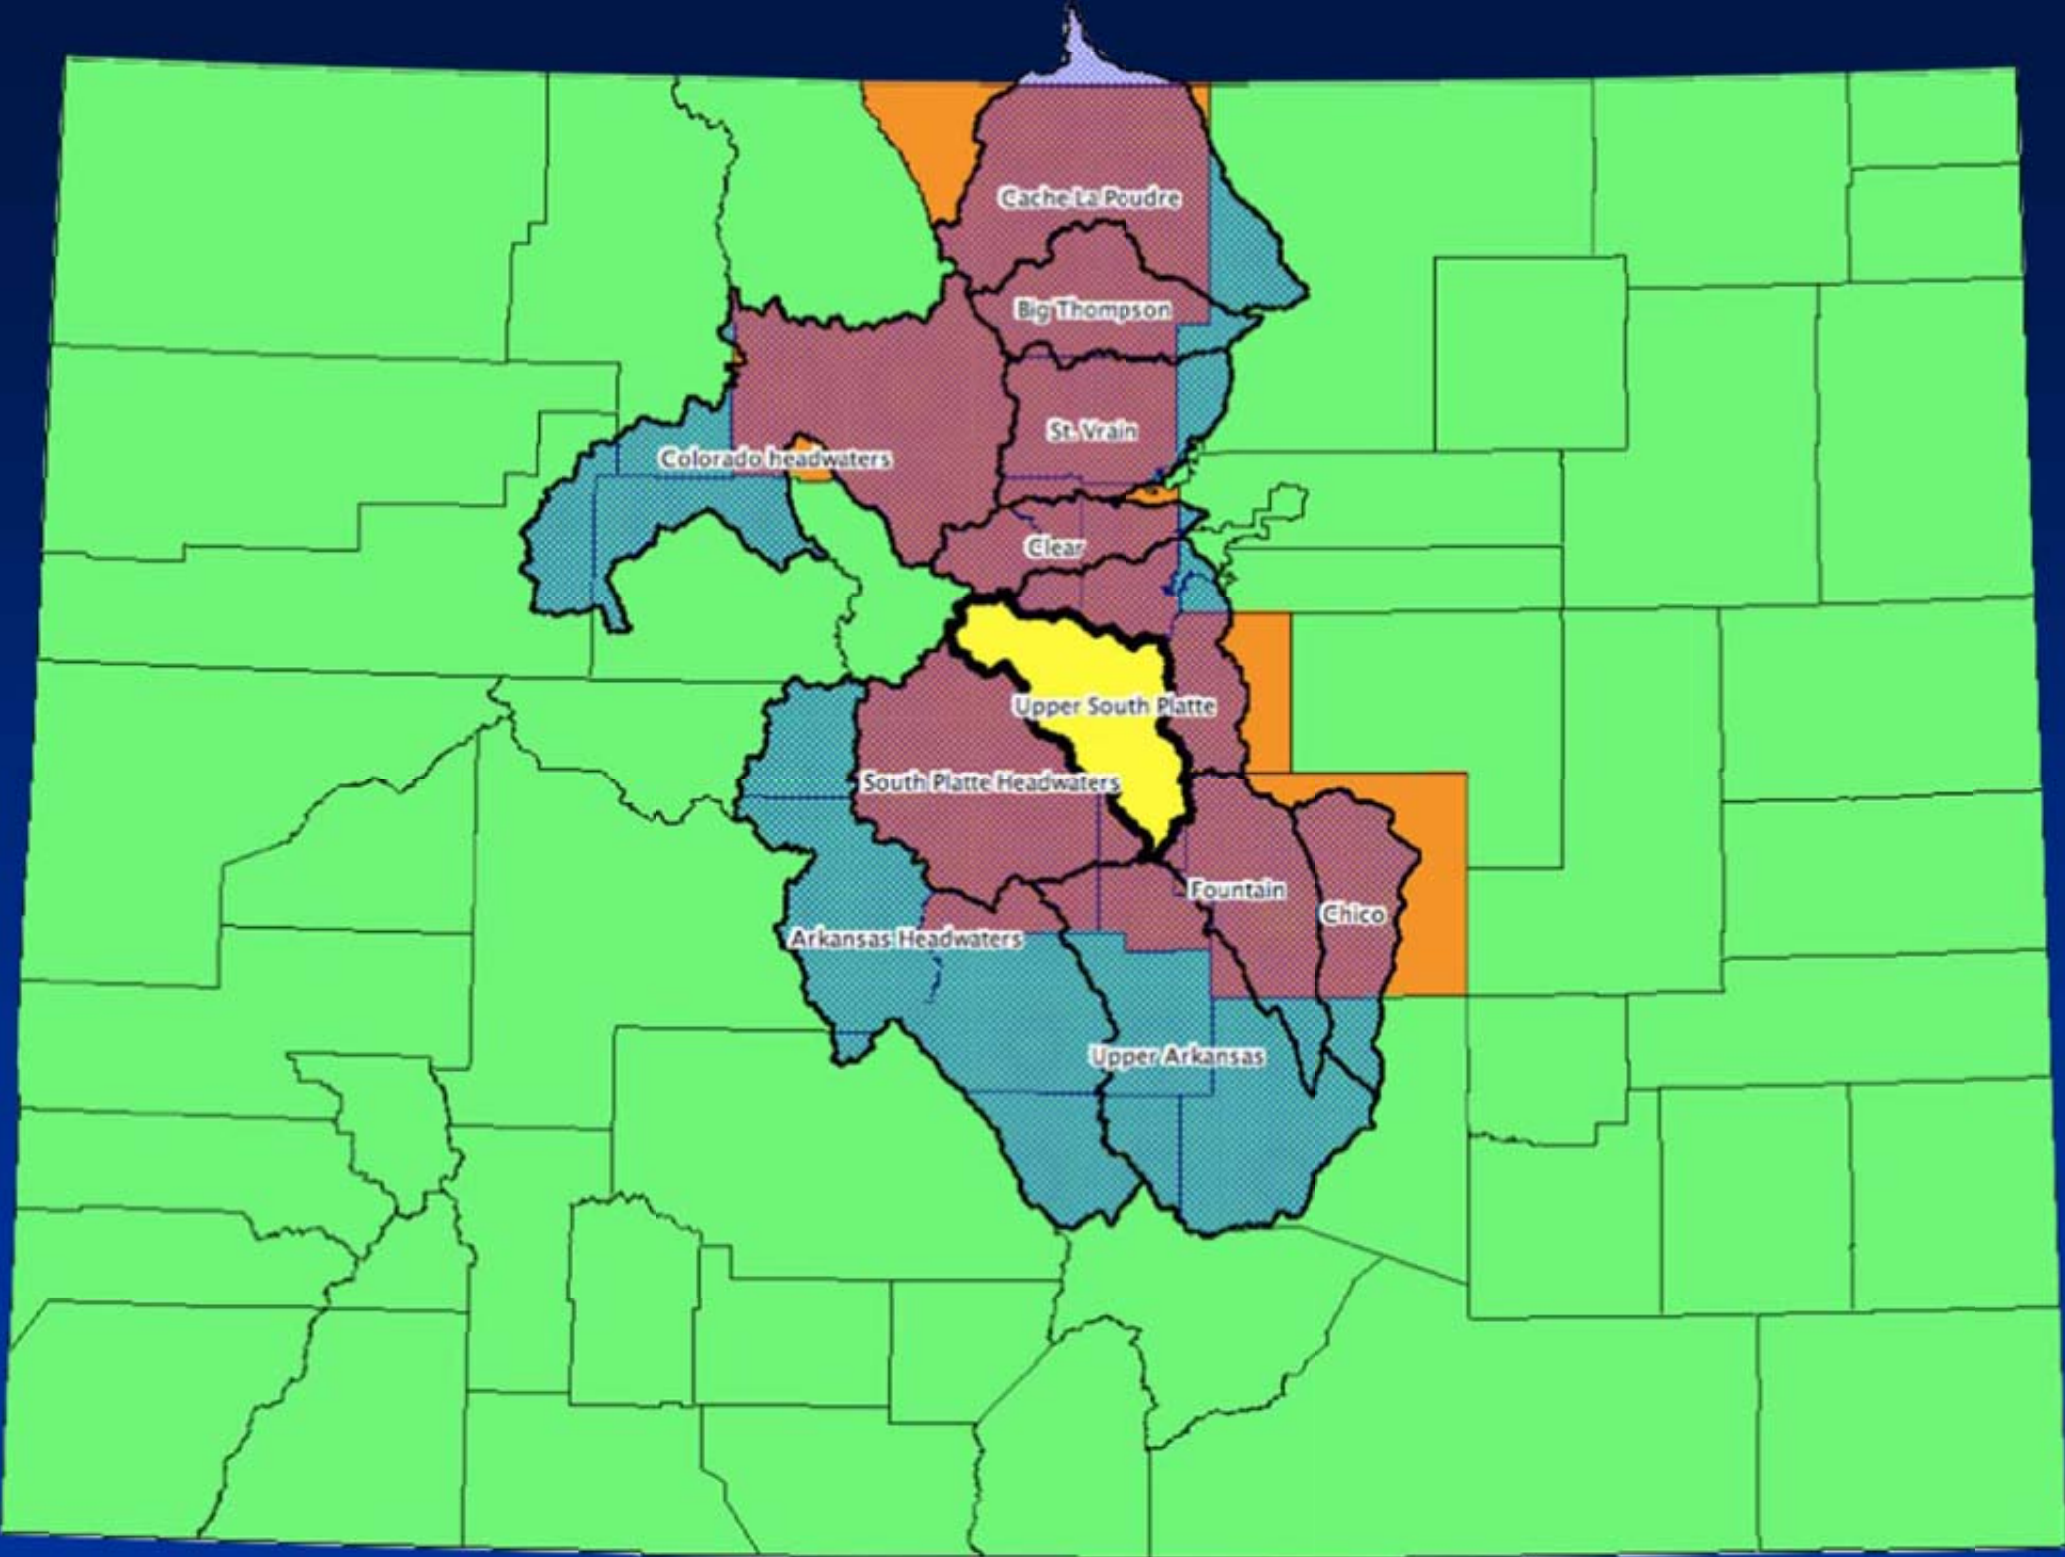 Cache La Poudre
Big Thompson
St. Vrain
Colorado headwaters
Clear
Upper South Platte
South Platte Headwaters
Fountain
Chico
Arkansas Headwaters
Upper Arkansas